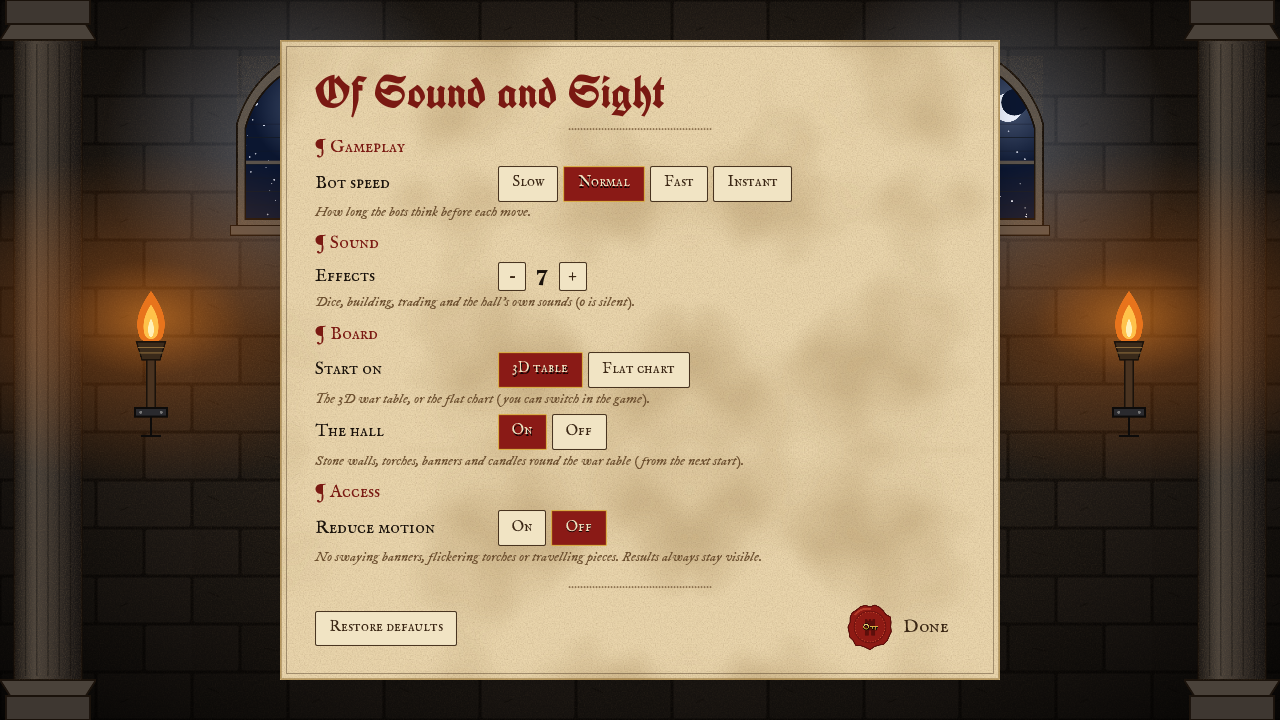 Of Sound and Sight
¶ Gameplay
Bot speed Slow Normal Fast Instant
How long the bots think before each move.
¶ Sound
Effects - 7 +
Dice, building, trading and the hall's own sounds (0 is silent).
¶ Board
Start on 3D table Flat chart
The 3D war table, or the flat chart (you can switch in the game).
The hall On Off
Stone walls, torches, banners and candles round the war table (from the next start).
¶ Access
Reduce motion On Off
No swaying banners, flickering torches or travelling pieces. Results always stay visible.
Restore defaults Done